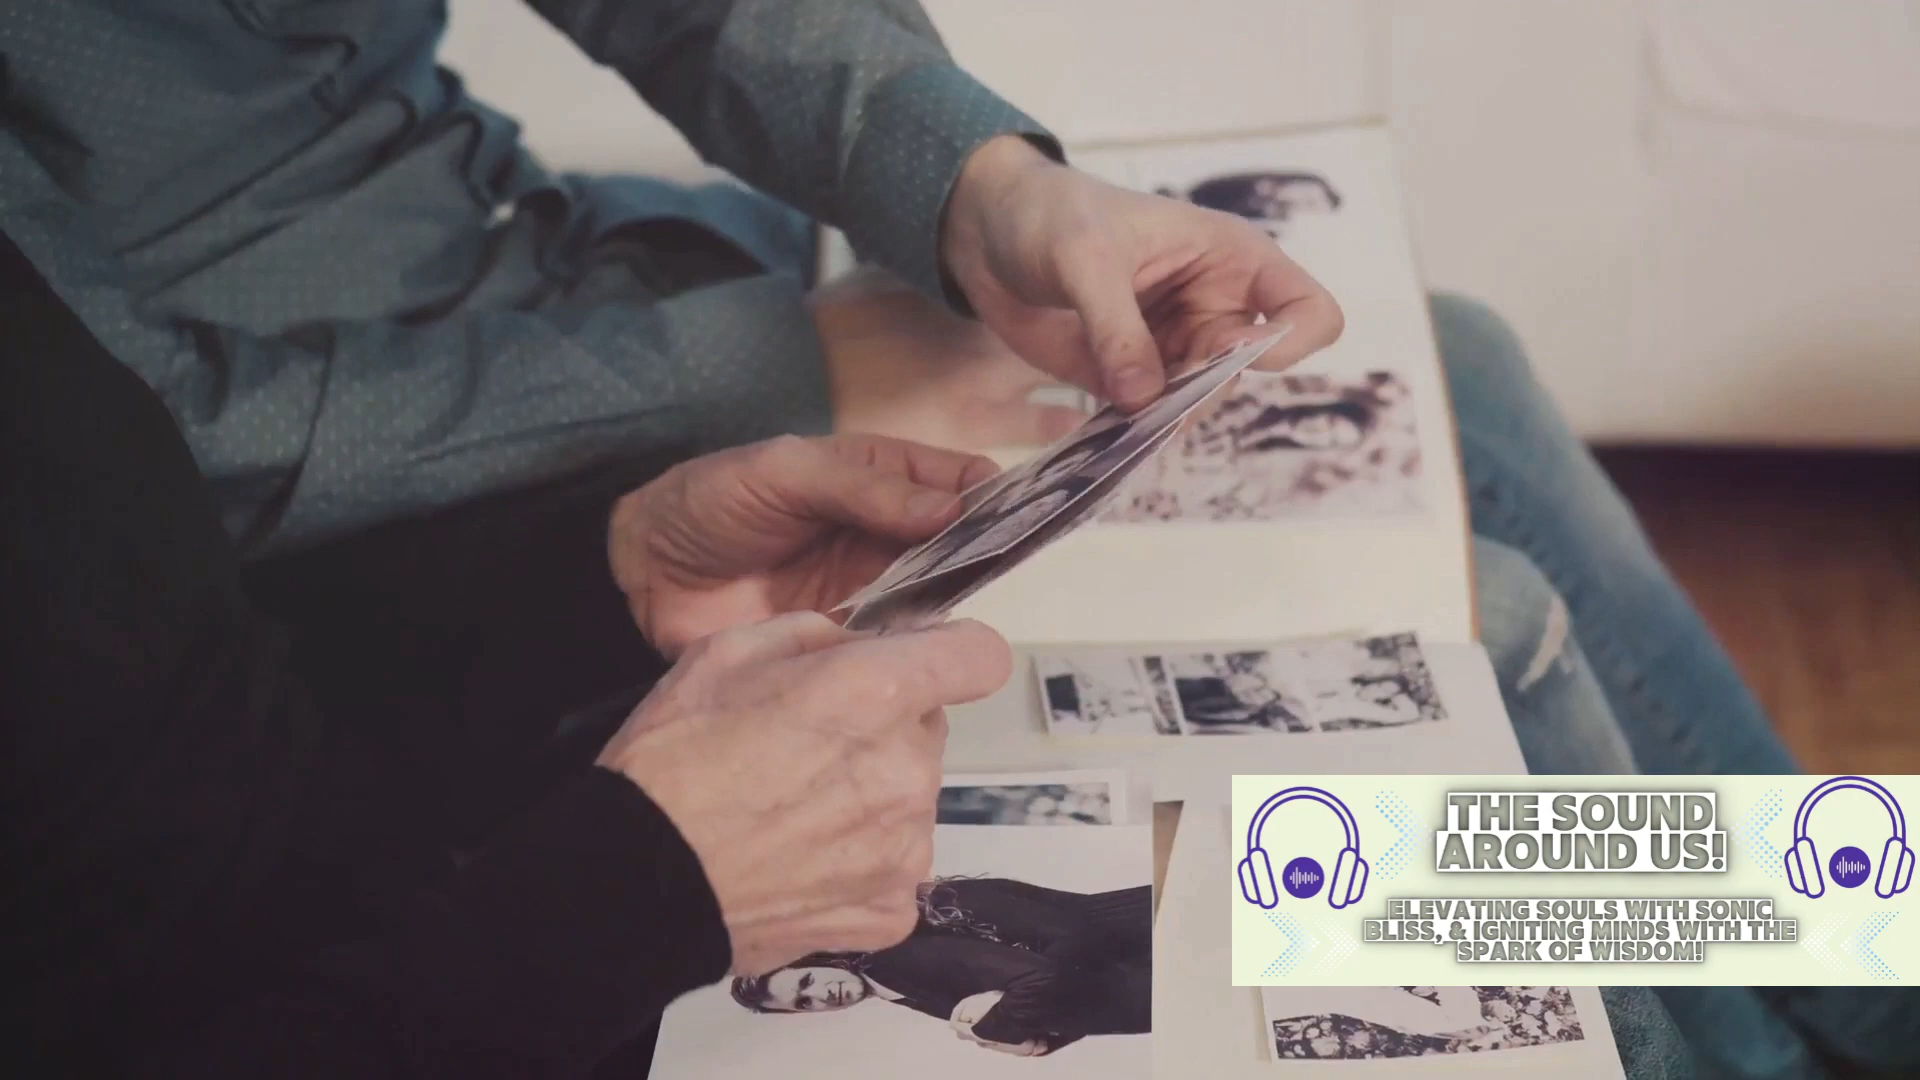 THE SOUND
AROUND US!
ELEVATING SOULS WITH SONIC
BLISS, & IGNITING MINDS WITH THE
SPARK OF WISDOM!